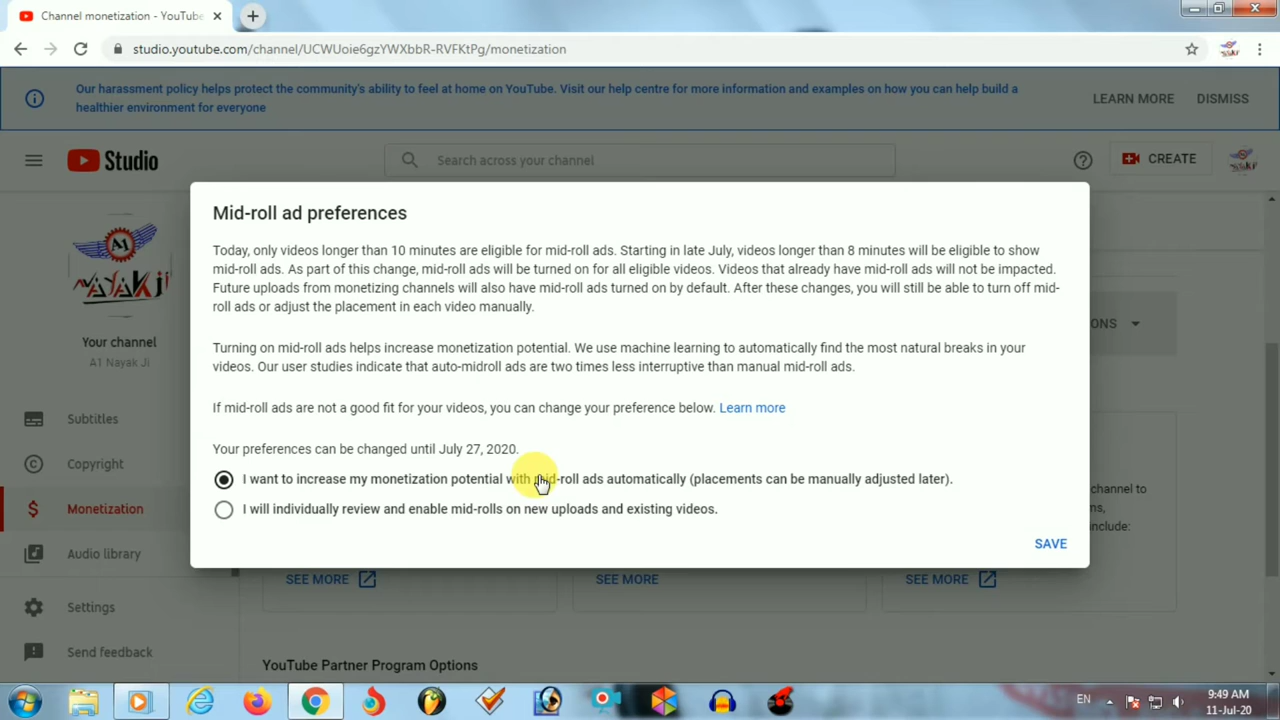 Channel monetization - YouTube
studio.youtube.com/channel/UCWUoie6gzYWXbbR-RVFKtPg/monetization
Our harassment policy helps protect the community's ability to feel at home on YouTube. Visit our help centre for more information and examples on how you can help build a
healthier environment for everyone
LEARN MORE
DISMISS
Studio
Search across your channel
CREATE
Mid-roll ad preferences
Today, only videos longer than 10 minutes are eligible for mid-roll ads. Starting in late July, videos longer than 8 minutes will be eligible to show
mid-roll ads. As part of this change, mid-roll ads will be turned on for all eligible videos. Videos that already have mid-roll ads will not be impacted.
Future uploads from monetizing channels will also have mid-roll ads turned on by default. After these changes, you will still be able to turn off mid-
roll ads or adjust the placement in each video manually.
Turning on mid-roll ads helps increase monetization potential. We use machine learning to automatically find the most natural breaks in your
videos. Our user studies indicate that auto-midroll ads are two times less interruptive than manual mid-roll ads.
If mid-roll ads are not a good fit for your videos, you can change your preference below. Learn more
Your preferences can be changed until July 27, 2020.
I want to increase my monetization potential with mid-roll ads automatically (placements can be manually adjusted later).
I will individually review and enable mid-rolls on new uploads and existing videos.
SAVE
A1
NAYAK JI
Your channel
A1 Nayak Ji
Subtitles
Copyright
Monetization
Audio library
Settings
Send feedback
ONS
channel to
ms,
include:
SEE MORE
SEE MORE
SEE MORE
YouTube Partner Program Options
EN
9:49 AM
11-Jul-20